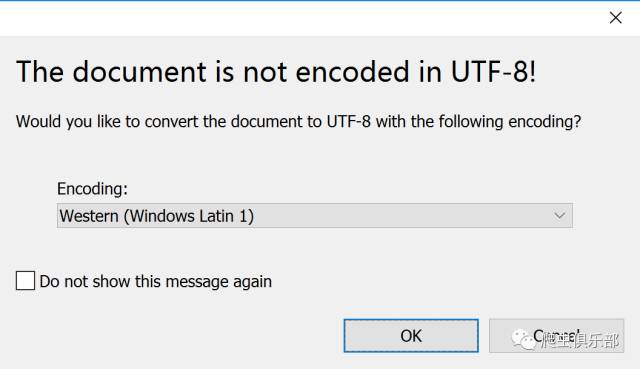 The document is not encoded in UTF-8!
Would you like to convert the document to UTF-8 with the following encoding?
Encoding:
Western (Windows Latin 1)
Do not show this message again
OK
Cancel
爬虫俱乐部